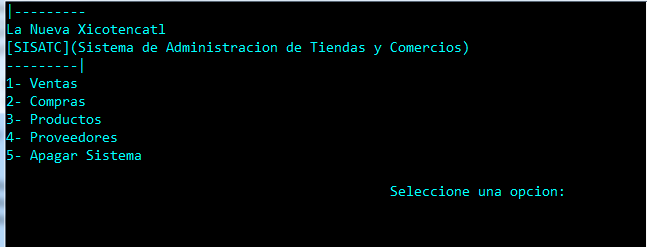 |---------
La Nueva Xicotencatl
[SISATC](Sistema de Administracion de Tiendas y Comercios)
---------|
1- Ventas
2- Compras
3- Productos
4- Proveedores
5- Apagar Sistema
Seleccione una opcion: